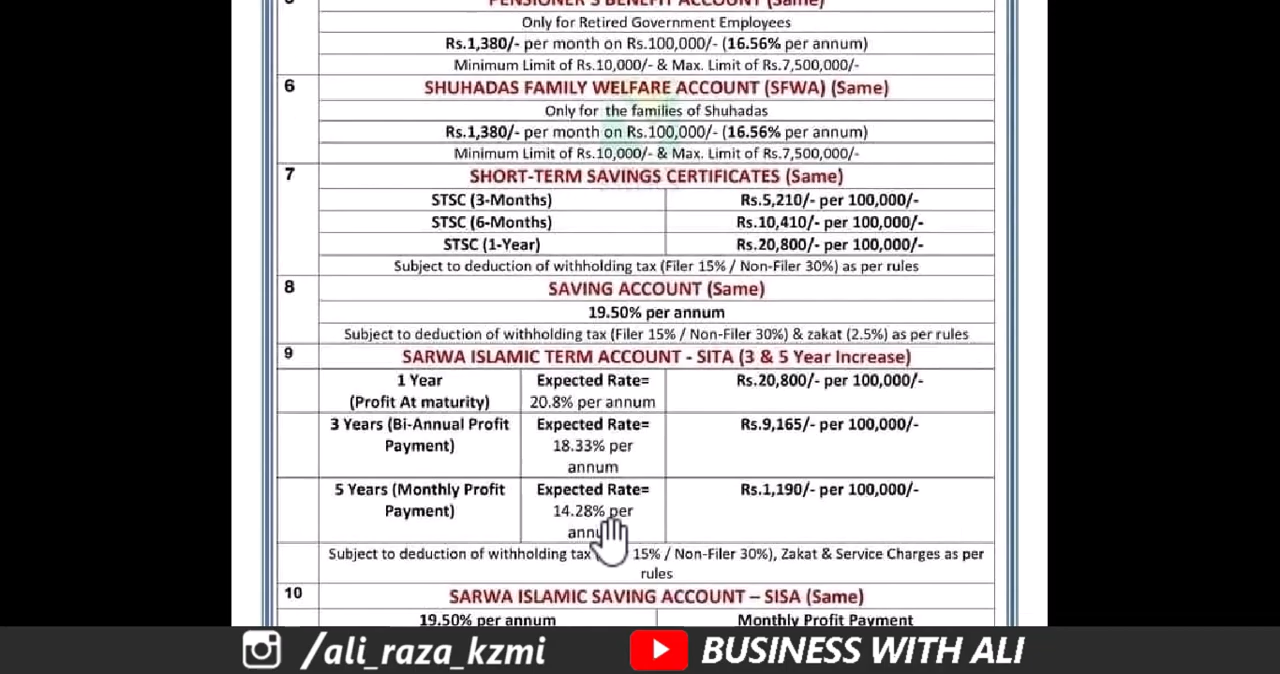 5
PENSIONER'S BENEFIT ACCOUNT (Same)
Only for Retired Government Employees
Rs.1,380/- per month on Rs.100,000/- (16.56% per annum)
Minimum Limit of Rs.10,000/- & Max. Limit of Rs.7,500,000/-
6
SHUHADAS FAMILY WELFARE ACCOUNT (SFWA) (Same)
Only for the families of Shuhadas
Rs.1,380/- per month on Rs.100,000/- (16.56% per annum)
Minimum Limit of Rs.10,000/- & Max. Limit of Rs.7,500,000/-
7
SHORT-TERM SAVINGS CERTIFICATES (Same)
STSC (3-Months) Rs.5,210/- per 100,000/-
STSC (6-Months) Rs.10,410/- per 100,000/-
STSC (1-Year) Rs.20,800/- per 100,000/-
Subject to deduction of withholding tax (Filer 15% / Non-Filer 30%) as per rules
8
SAVING ACCOUNT (Same)
19.50% per annum
Subject to deduction of withholding tax (Filer 15% / Non-Filer 30%) & zakat (2.5%) as per rules
9
SARWA ISLAMIC TERM ACCOUNT - SITA (3 & 5 Year Increase)
1 Year
(Profit At maturity)
Expected Rate=
20.8% per annum
Rs.20,800/- per 100,000/-
3 Years (Bi-Annual Profit
Payment)
Expected Rate=
18.33% per
annum
Rs.9,165/- per 100,000/-
5 Years (Monthly Profit
Payment)
Expected Rate=
14.28% per
Rs.1,190/- per 100,000/-
Subject to deduction of withholding tax 15% / Non-Filer 30%), Zakat & Service Charges as per
rules
10
SARWA ISLAMIC SAVING ACCOUNT – SISA (Same)
19.50% per annum Monthly Profit Payment
/ali_raza_kzmi
BUSINESS WITH ALI